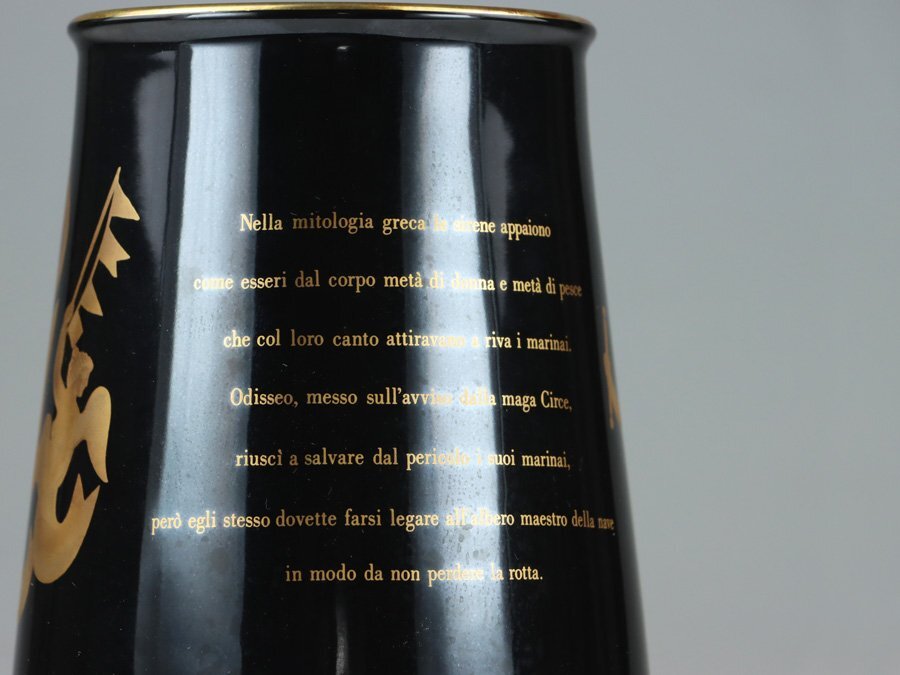 Nella mitologia greca le sirene appaiono
come esseri dal corpo metà di donna e metà di pesce
che col loro canto attiravano a riva i marinai.
Odisseo, messo sull'avviso dalla maga Circe,
riuscì a salvare dal pericolo i suoi marinai,
però egli stesso dovette farsi legare all'albero maestro della nave
in modo da non perdere la rotta.